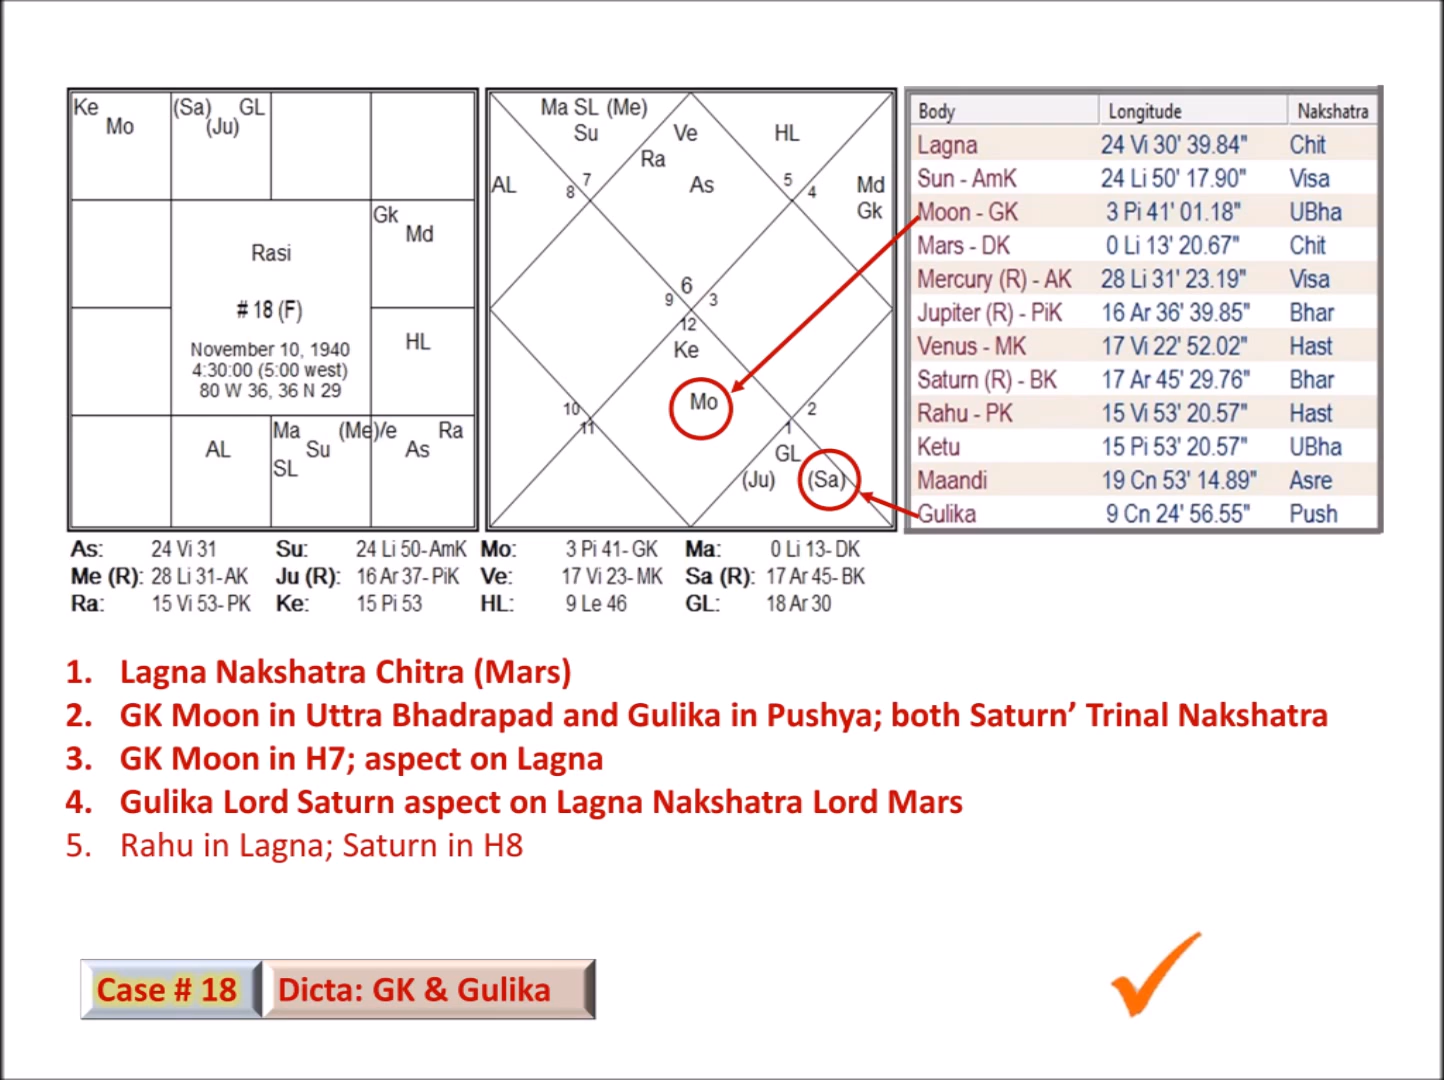 Ke
Mo
(Sa) GL
(Ju)
Gk
Md
Rasi
# 18 (F)
November 10, 1940
4:30:00 (5:00 west)
80 W 36, 36 N 29
HL
AL
Ma (Me)/e Ra
Su As
SL
Ma SL (Me)
Su
Ve
Ra
As
HL
AL
8 7
5 4
Md
Gk
6
9 3
12
Ke
Mo
10
11
2
1
GL
(Ju) (Sa)
Body Longitude Nakshatra
Lagna 24 Vi 30' 39.84" Chit
Sun - AmK 24 Li 50' 17.90" Visa
Moon - GK 3 Pi 41' 01.18" UBha
Mars - DK 0 Li 13' 20.67" Chit
Mercury (R) - AK 28 Li 31' 23.19" Visa
Jupiter (R) - PiK 16 Ar 36' 39.85" Bhar
Venus - MK 17 Vi 22' 52.02" Hast
Saturn (R) - BK 17 Ar 45' 29.76" Bhar
Rahu - PK 15 Vi 53' 20.57" Hast
Ketu 15 Pi 53' 20.57" UBha
Maandi 19 Cn 53' 14.89" Asre
Gulika 9 Cn 24' 56.55" Push
As: 24 Vi 31 Su: 24 Li 50-AmK Mo: 3 Pi 41- GK Ma: 0 Li 13- DK
Me (R): 28 Li 31-AK Ju (R): 16 Ar 37- PiK Ve: 17 Vi 23- MK Sa (R): 17 Ar 45- BK
Ra: 15 Vi 53- PK Ke: 15 Pi 53 HL: 9 Le 46 GL: 18 Ar 30
1. Lagna Nakshatra Chitra (Mars)
2. GK Moon in Uttra Bhadrapad and Gulika in Pushya; both Saturn’ Trinal Nakshatra
3. GK Moon in H7; aspect on Lagna
4. Gulika Lord Saturn aspect on Lagna Nakshatra Lord Mars
5. Rahu in Lagna; Saturn in H8
Case # 18 Dicta: GK & Gulika